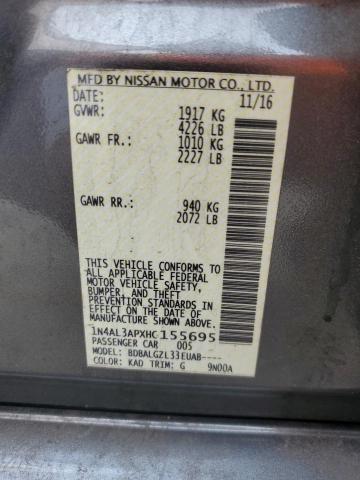 MFD BY NISSAN MOTOR CO., LTD.
DATE: 11/16
GVWR: 1917 KG
4226 LB
GAWR FR.: 1010 KG
2227 LB
GAWR RR.: 940 KG
2072 LB
THIS VEHICLE CONFORMS TO
ALL APPLICABLE FEDERAL
MOTOR VEHICLE SAFETY,
BUMPER, AND THEFT
PREVENTION STANDARDS IN
EFFECT ON THE DATE OF
MANUFACTURE SHOWN ABOVE.
1N4AL3APXHC155695
PASSENGER CAR 005
MODEL: BDBALGZL33EUAB----
COLOR: KAD TRIM: G 9N00A